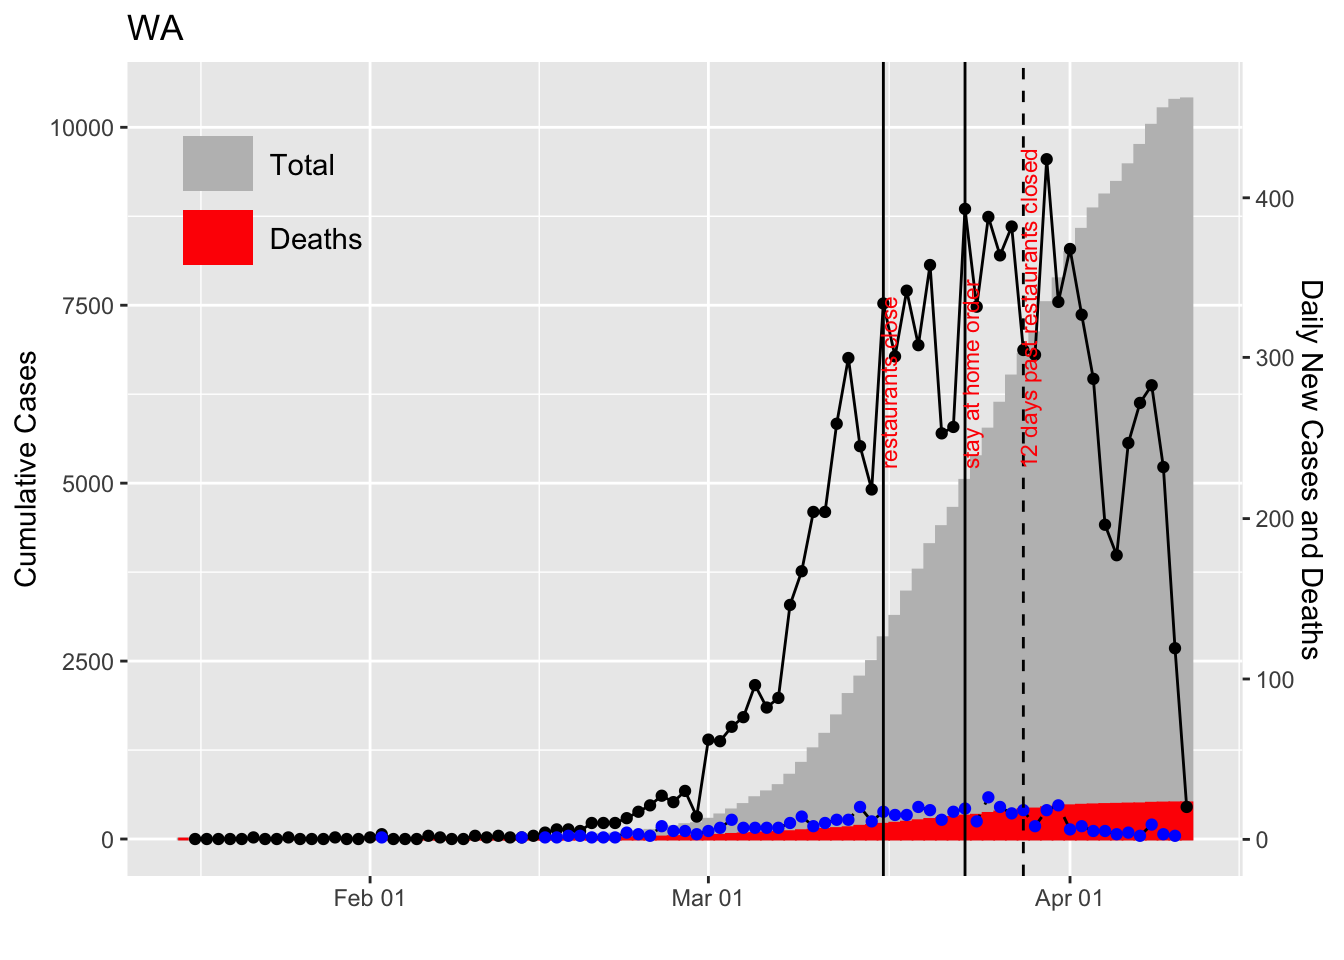 WA
Total
Deaths
10000
7500
5000
2500
0
Cumulative Cases
400
300
200
100
0
Daily New Cases and Deaths
restaurants close
stay at home order
12 days past restaurants closed
Feb 01
Mar 01
Apr 01